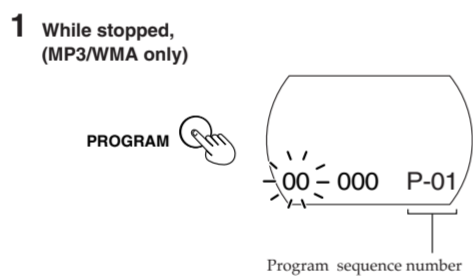 1 While stopped,
(MP3/WMA only)
PROGRAM
00 - 000 P-01
Program sequence number